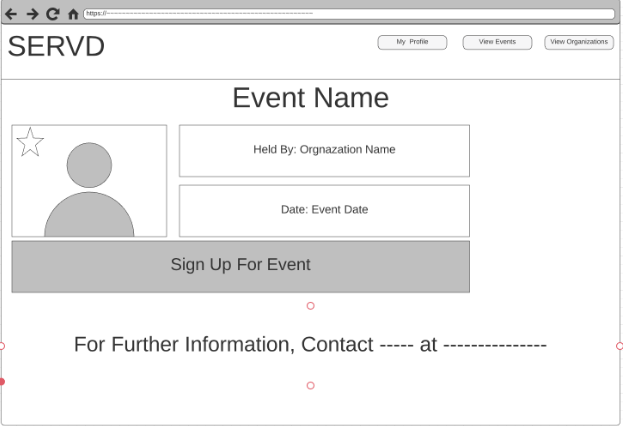 https://--------------------------------------------------------------
SERVD
My Profile
View Events
View Organizations
Event Name
Held By: Orgnazation Name
Date: Event Date
Sign Up For Event
For Further Information, Contact ----- at ---------------